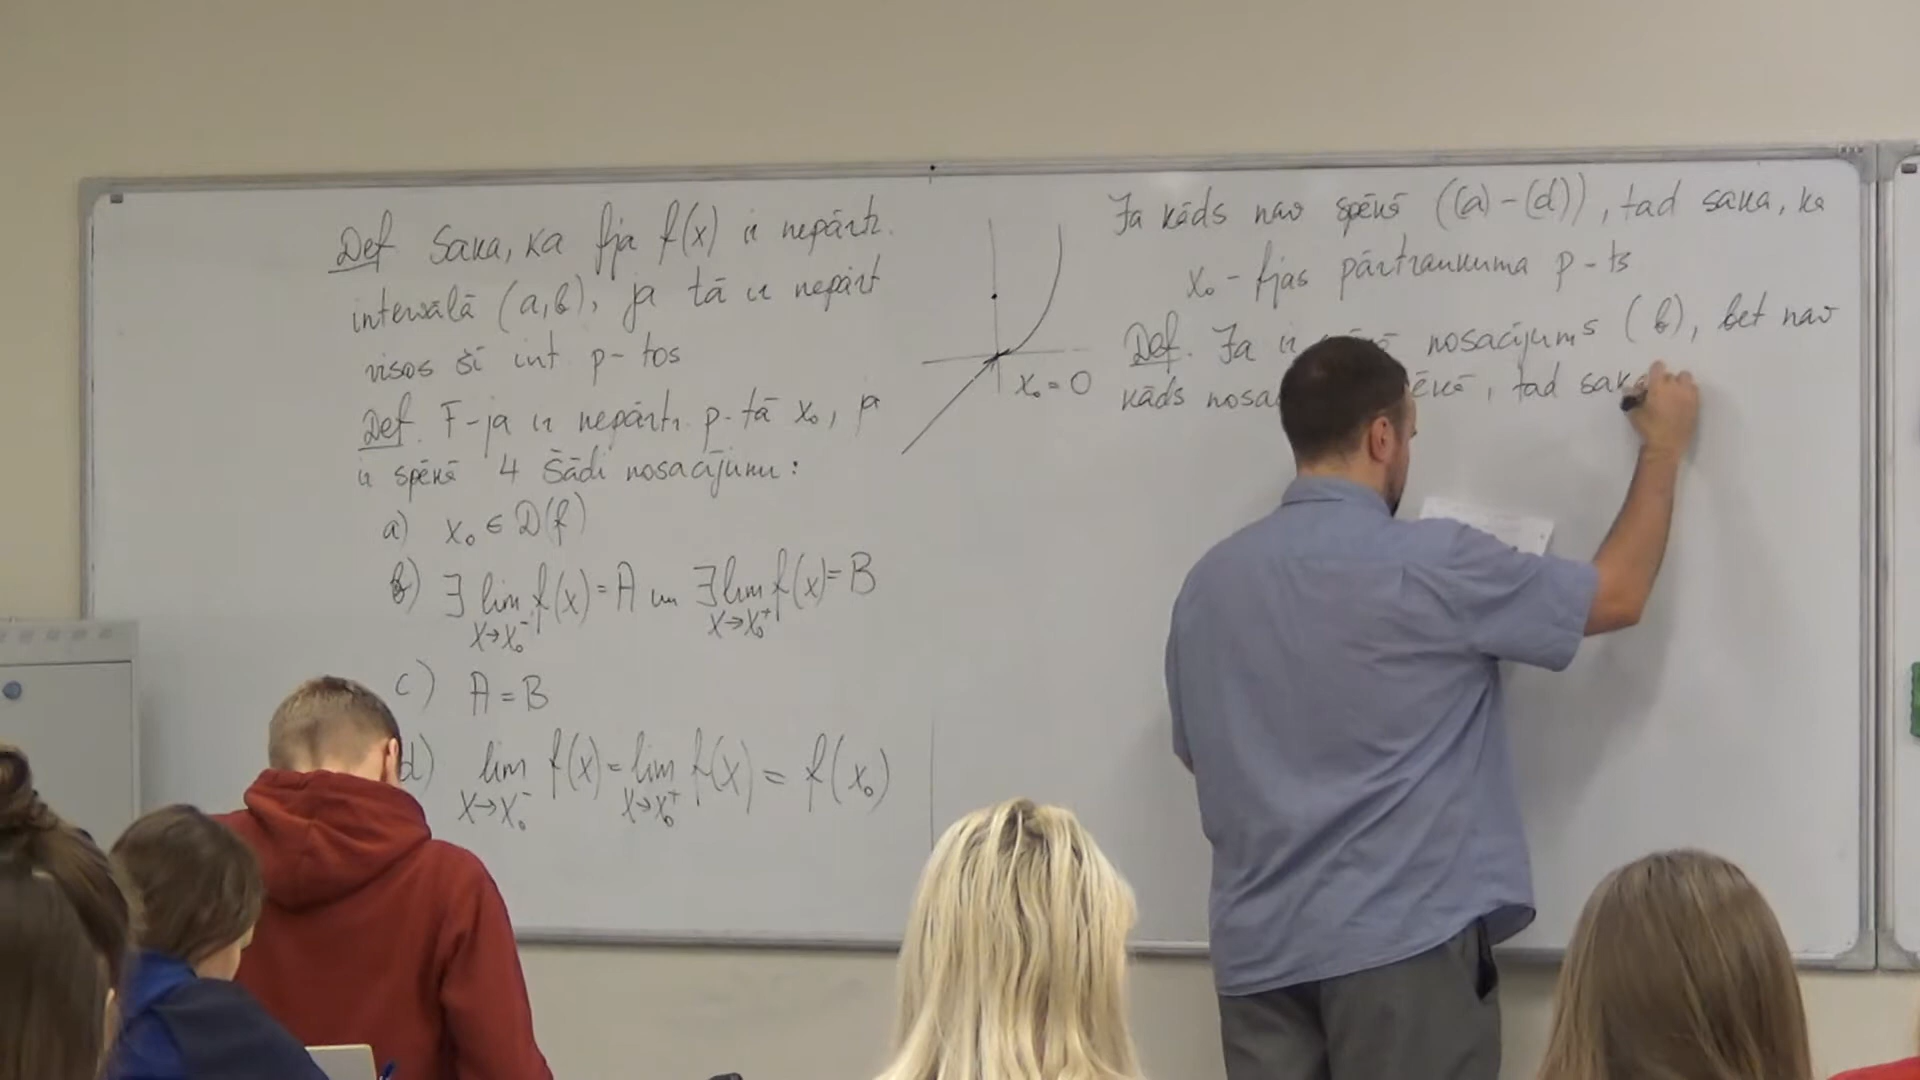 Def Saka, ka fja f(x) ir nepārtr.
intervālā (a,b), ja tā ir nepārt
visos šī int p-tos
Def. F-ja ir nepārtr. p-tā x₀, ja
ir spēkā 4 šādi nosacījumi:
a) x₀ ∈ D(f)
b) ∃ lim f(x) = A un ∃ lim f(x) = B
x→x₀⁻ x→x₀⁺
c) A = B
d) lim f(x) = lim f(x) = f(x₀)
x→x₀⁻ x→x₀⁺
x₀ = 0
Ja kāds nav spēkā ((a)-(d)), tad saka, ka
x₀ - fjas pārtraukuma p-ts
Def. Ja ir nosacījums (b), bet nav
kāds nosa , tad saka